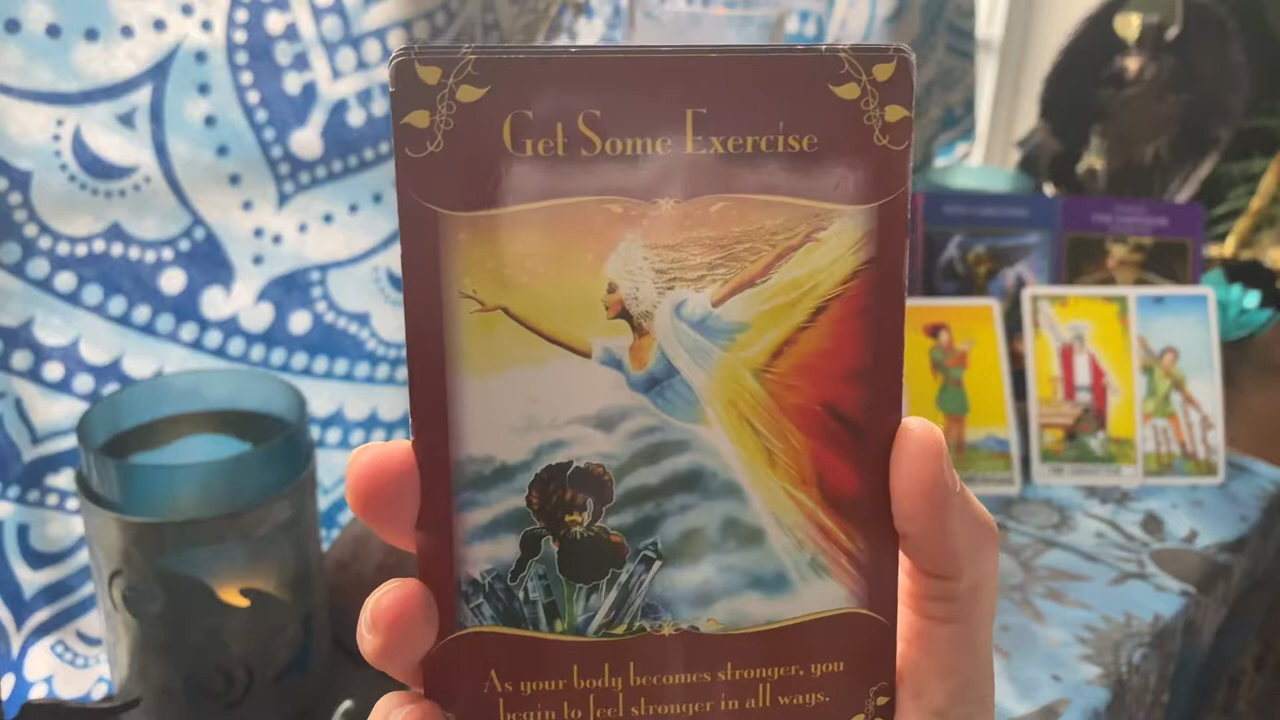 Get Some Exercise
As your body becomes stronger, you
begin to feel stronger in all ways.